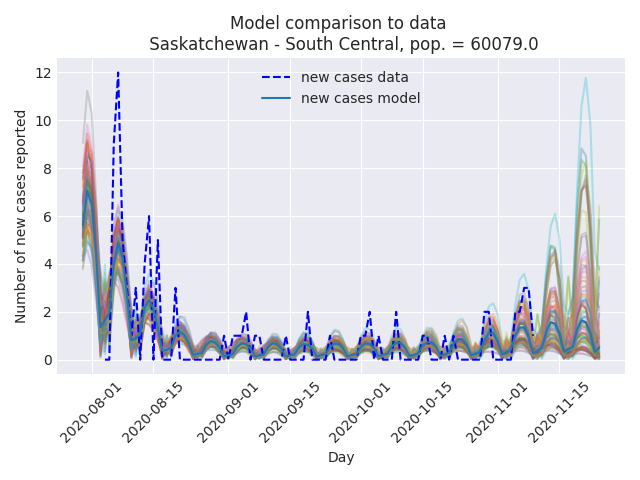 Model comparison to data
Saskatchewan - South Central, pop. = 60079.0
new cases data
new cases model
Number of new cases reported
12
10
8
6
4
2
0
2020-08-01
2020-08-15
2020-09-01
2020-09-15
2020-10-01
2020-10-15
2020-11-01
2020-11-15
Day